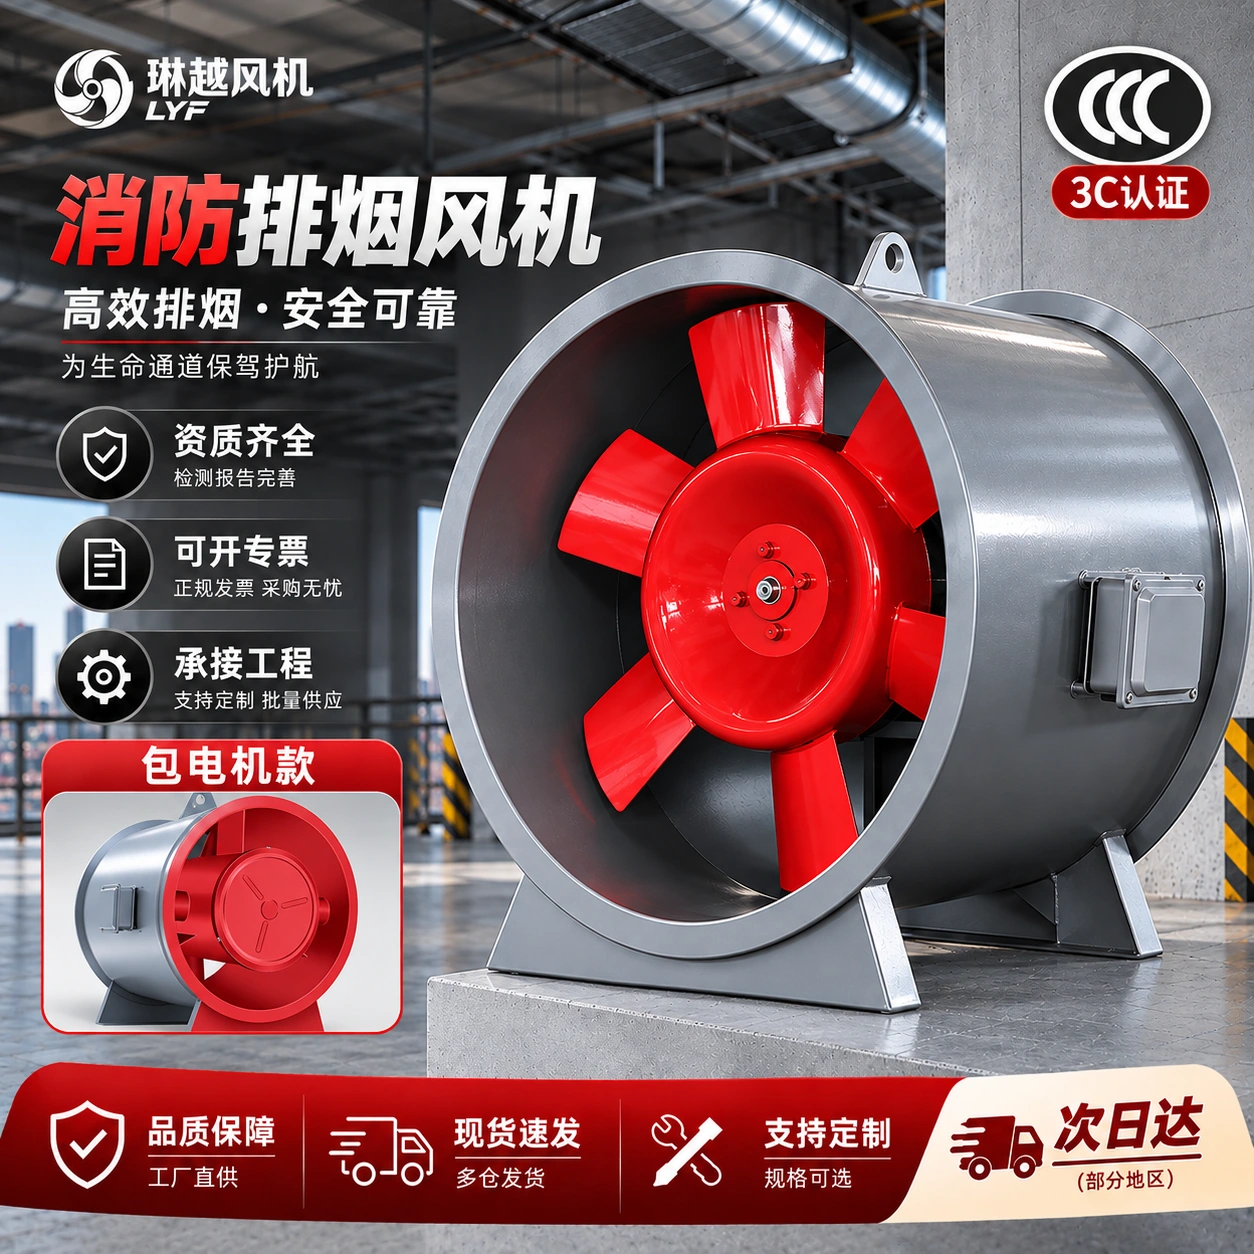 琳越风机
LYF
3C认证
消防排烟风机
高效排烟·安全可靠
为生命通道保驾护航
资质齐全
检测报告完善
可开专票
正规发票 采购无忧
承接工程
支持定制 批量供应
包电机款
品质保障
工厂直供
现货速发
多仓发货
支持定制
规格可选
次日达
(部分地区)